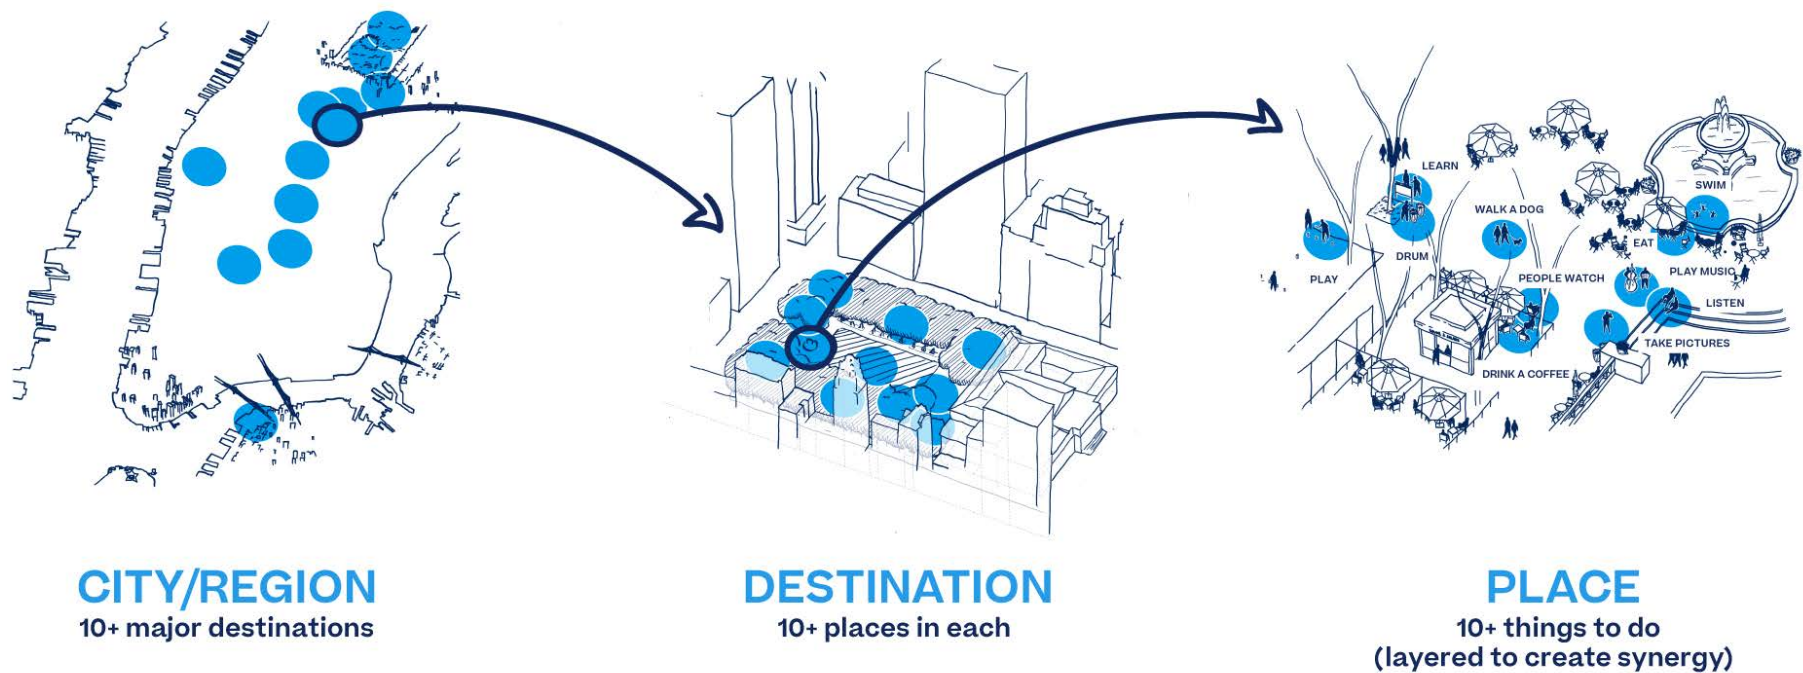 LEARN
SWIM
WALK A DOG
EAT
DRUM
PLAY
PEOPLE WATCH
PLAY MUSIC
LISTEN
TAKE PICTURES
DRINK A COFFEE
CITY/REGION
10+ major destinations
DESTINATION
10+ places in each
PLACE
10+ things to do
(layered to create synergy)